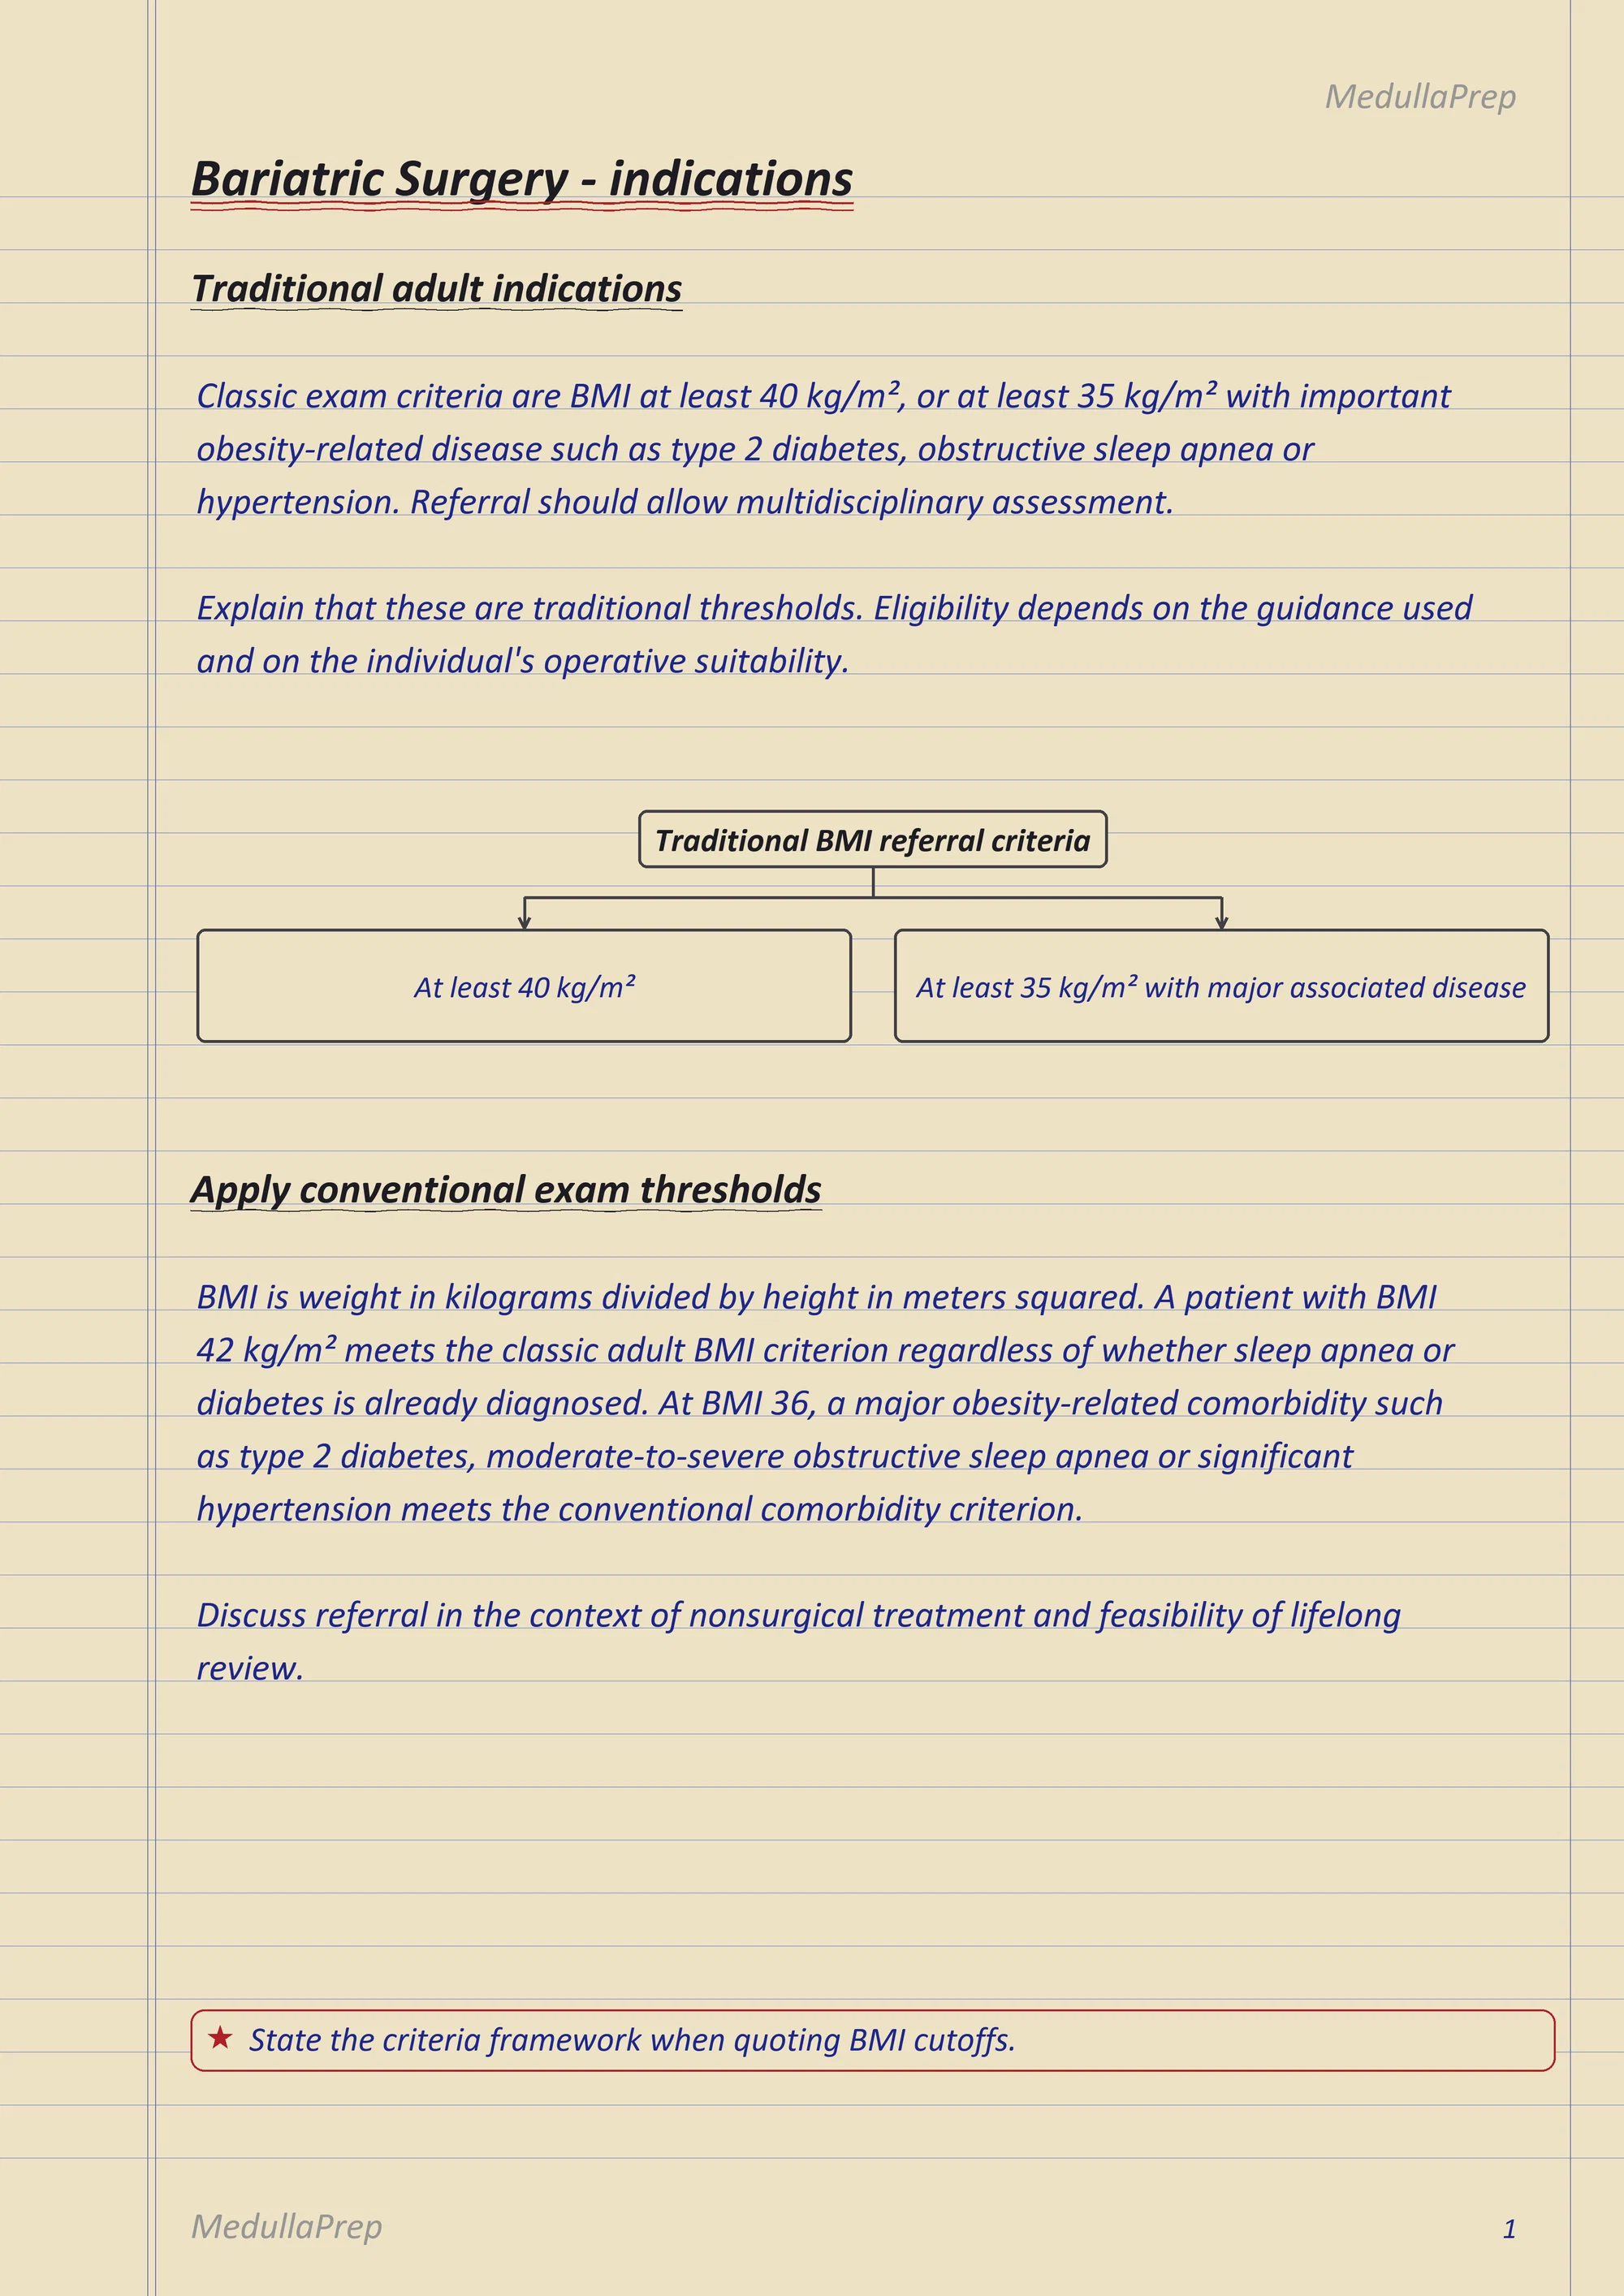 MedullaPrep
Bariatric Surgery - indications
Traditional adult indications
Classic exam criteria are BMI at least 40 kg/m², or at least 35 kg/m² with important
obesity-related disease such as type 2 diabetes, obstructive sleep apnea or
hypertension. Referral should allow multidisciplinary assessment.
Explain that these are traditional thresholds. Eligibility depends on the guidance used
and on the individual's operative suitability.
Traditional BMI referral criteria
At least 40 kg/m²
At least 35 kg/m² with major associated disease
Apply conventional exam thresholds
BMI is weight in kilograms divided by height in meters squared. A patient with BMI
42 kg/m² meets the classic adult BMI criterion regardless of whether sleep apnea or
diabetes is already diagnosed. At BMI 36, a major obesity-related comorbidity such
as type 2 diabetes, moderate-to-severe obstructive sleep apnea or significant
hypertension meets the conventional comorbidity criterion.
Discuss referral in the context of nonsurgical treatment and feasibility of lifelong
review.
★ State the criteria framework when quoting BMI cutoffs.
MedullaPrep
1